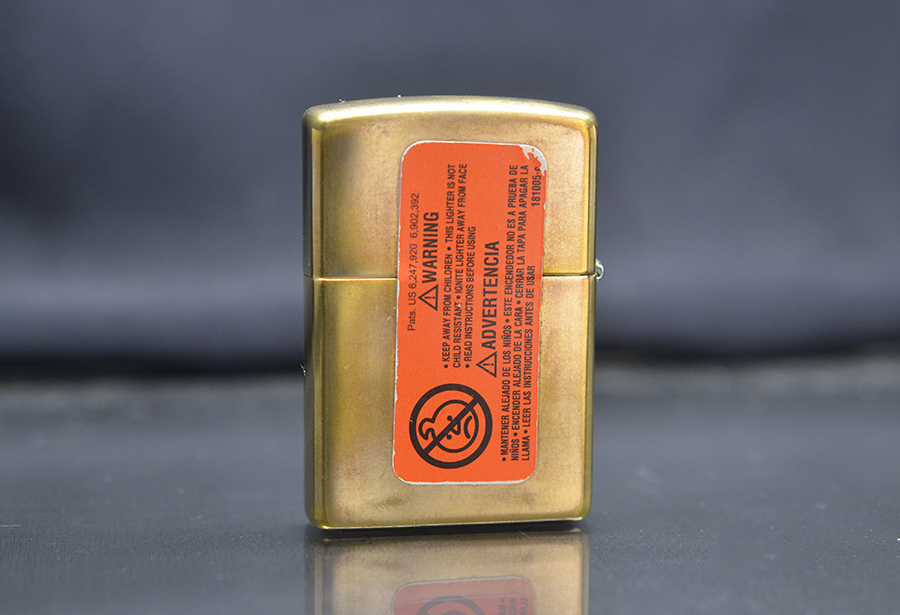 Pats. US 6,247,920 6,902,392
⚠WARNING
• KEEP AWAY FROM CHILDREN • THIS LIGHTER IS NOT
CHILD RESISTANT • IGNITE LIGHTER AWAY FROM FACE
• READ INSTRUCTIONS BEFORE USING
⚠ADVERTENCIA
• MANTENER ALEJADO DE LOS NIÑOS • ESTE ENCENDEDOR NO ES A PRUEBA DE
NIÑOS • ENCENDER ALEJADO DE LA CARA • CERRAR LA TAPA PARA APAGAR LA
LLAMA • LEER LAS INSTRUCCIONES ANTES DE USAR
181005-